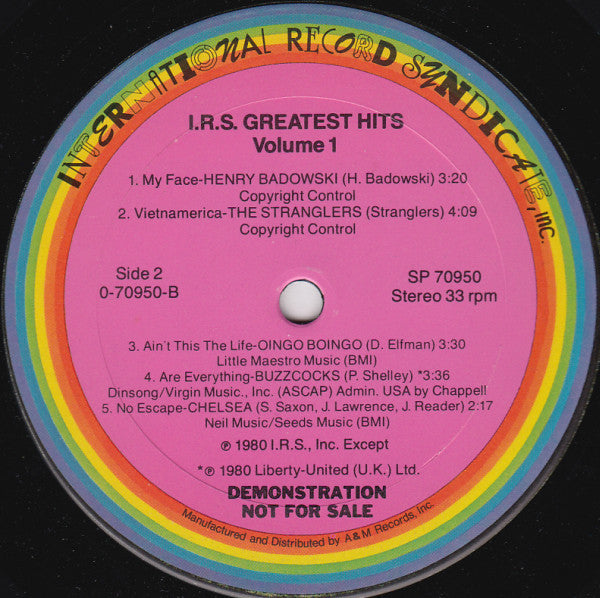 INTERNATIONAL RECORD SYNDICATE, INC.
I.R.S. GREATEST HITS
Volume 1
1. My Face-HENRY BADOWSKI (H. Badowski) 3:20
Copyright Control
2. Vietnamerica-THE STRANGLERS (Stranglers) 4:09
Copyright Control
Side 2
0-70950-B
SP 70950
Stereo 33 rpm
3. Ain't This The Life-OINGO BOINGO (D. Elfman) 3:30
Little Maestro Music (BMI)
4. Are Everything-BUZZCOCKS (P. Shelley) *3:36
Dinsong/Virgin Music., Inc. (ASCAP) Admin. USA by Chappell
5. No Escape-CHELSEA (S. Saxon, J. Lawrence, J. Reader) 2:17
Neil Music/Seeds Music (BMI)
℗ 1980 I.R.S., Inc. Except
*℗ 1980 Liberty-United (U.K.) Ltd.
DEMONSTRATION
NOT FOR SALE
Manufactured and Distributed by A&M Records, Inc.